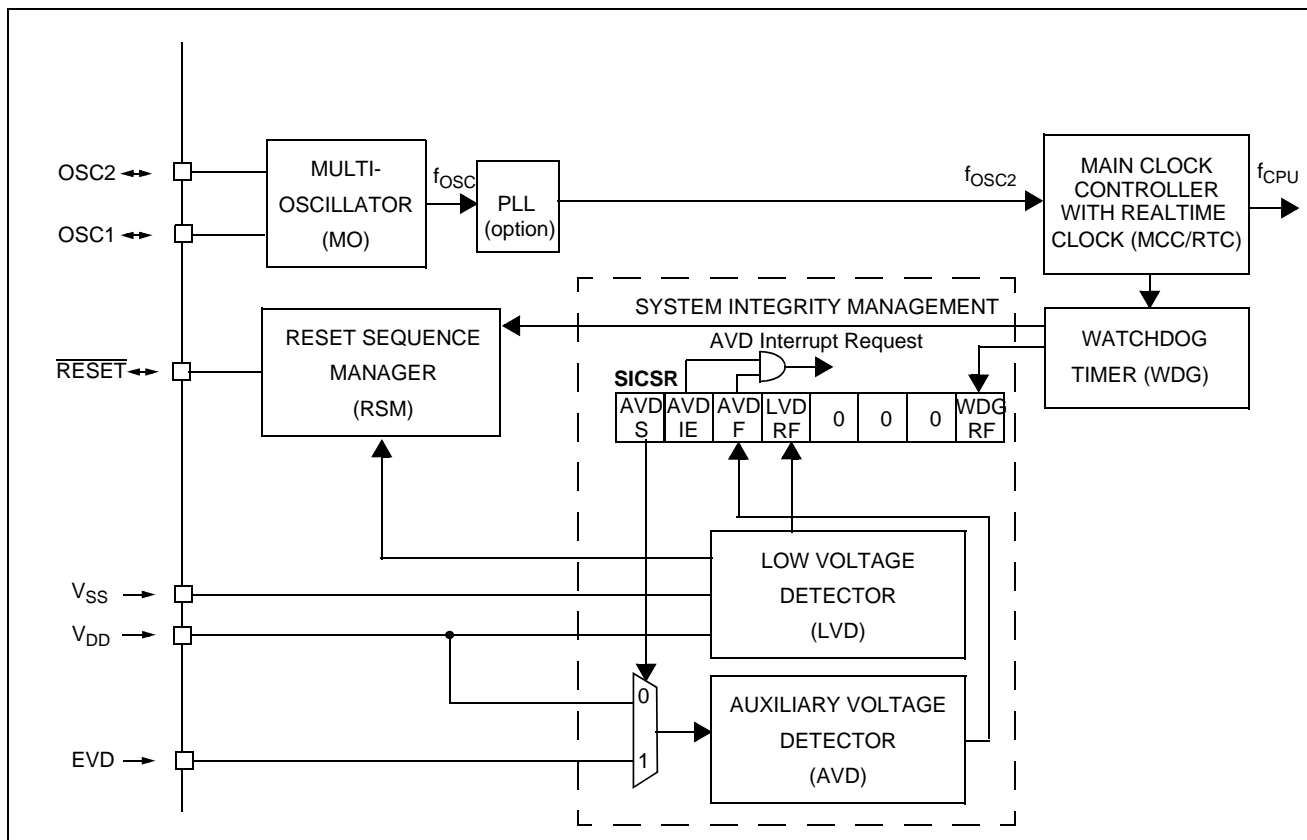 OSC2
OSC1
MULTI-
OSCILLATOR
(MO)
fOSC
PLL
(option)
fOSC2
MAIN CLOCK
CONTROLLER
WITH REALTIME
CLOCK (MCC/RTC)
fCPU
SYSTEM INTEGRITY MANAGEMENT
RESET
RESET SEQUENCE
MANAGER
(RSM)
AVD Interrupt Request
WATCHDOG
TIMER (WDG)
SICSR
AVD AVD AVD LVD 0 0 0 WDG
S IE F RF RF
LOW VOLTAGE
DETECTOR
(LVD)
VSS
VDD
0
1
AUXILIARY VOLTAGE
DETECTOR
(AVD)
EVD